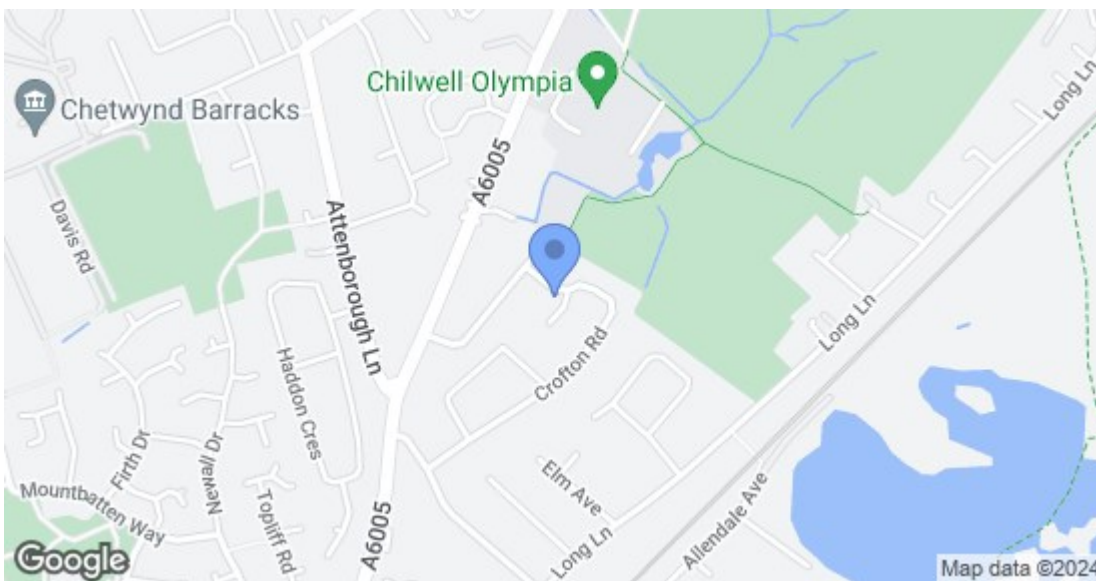 Chilwell Olympia
Chetwynd Barracks
Long Ln
A6005
Davis Rd
Attenborough Ln
Long Ln
Haddon Cres
Crofton Rd
Firth Dr
Newall Dr
Elm Ave
Mountbatten Way
Topliff Rd
A6005
Long Ln
Allendale Ave
Google
Map data ©2024